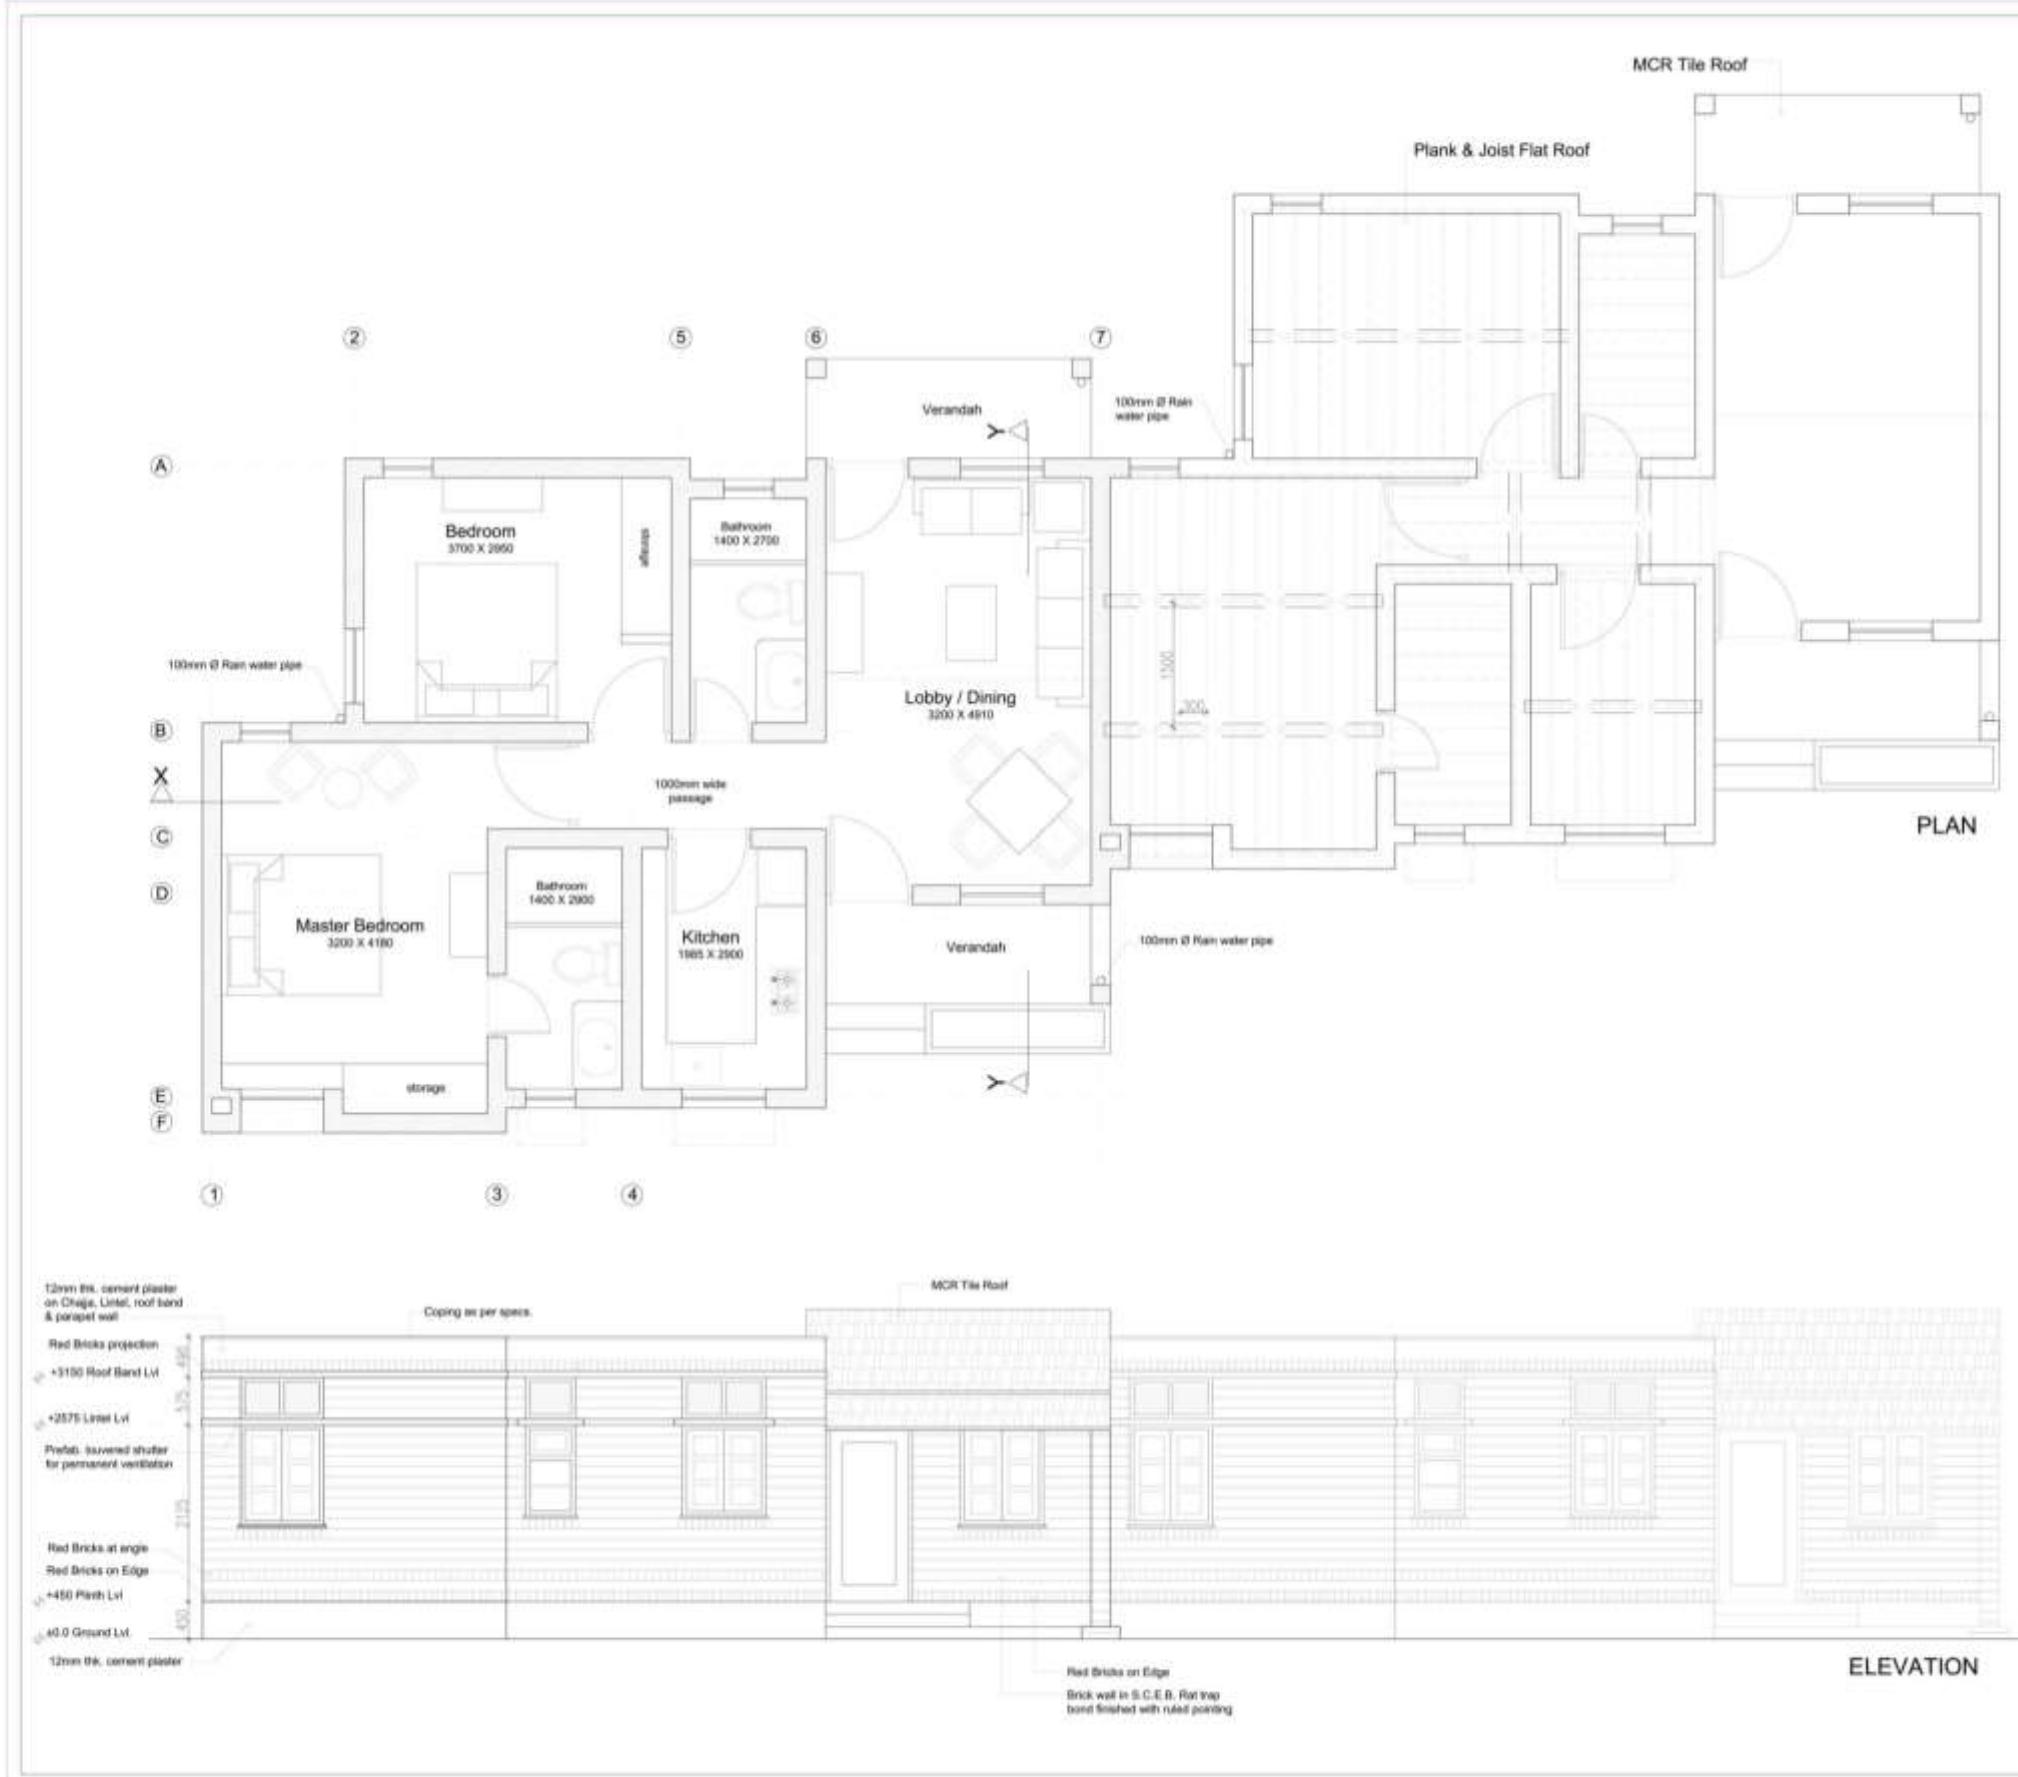 MCR Tile Roof
Plank & Joist Flat Roof
2
5
6
7
Verandah
Y
100mm Ø Rain
water pipe
A
Bedroom
3700 X 2950
storage
Bathroom
1400 X 2700
100mm Ø Rain water pipe
Lobby / Dining
3200 X 4910
1500
300
B
X
1000mm wide
passage
C
PLAN
D
Bathroom
1400 X 2900
Master Bedroom
3200 X 4180
Kitchen
1985 X 2900
Verandah
100mm Ø Rain water pipe
storage
Y
E
F
1
3
4
12mm thk. cement plaster
on Chajja, Lintel, roof band
& parapet wall
Coping as per specs.
MCR Tile Roof
Red Bricks projection
495
+3150 Roof Band Lvl
575
+2575 Lintel Lvl
Prefab. louvered shutter
for permanent ventilation
2125
Red Bricks at angle
Red Bricks on Edge
+450 Plinth Lvl
450
±0.0 Ground Lvl
12mm thk. cement plaster
ELEVATION
Red Bricks on Edge
Brick wall in S.C.E.B. Rat trap
bond finished with ruled pointing